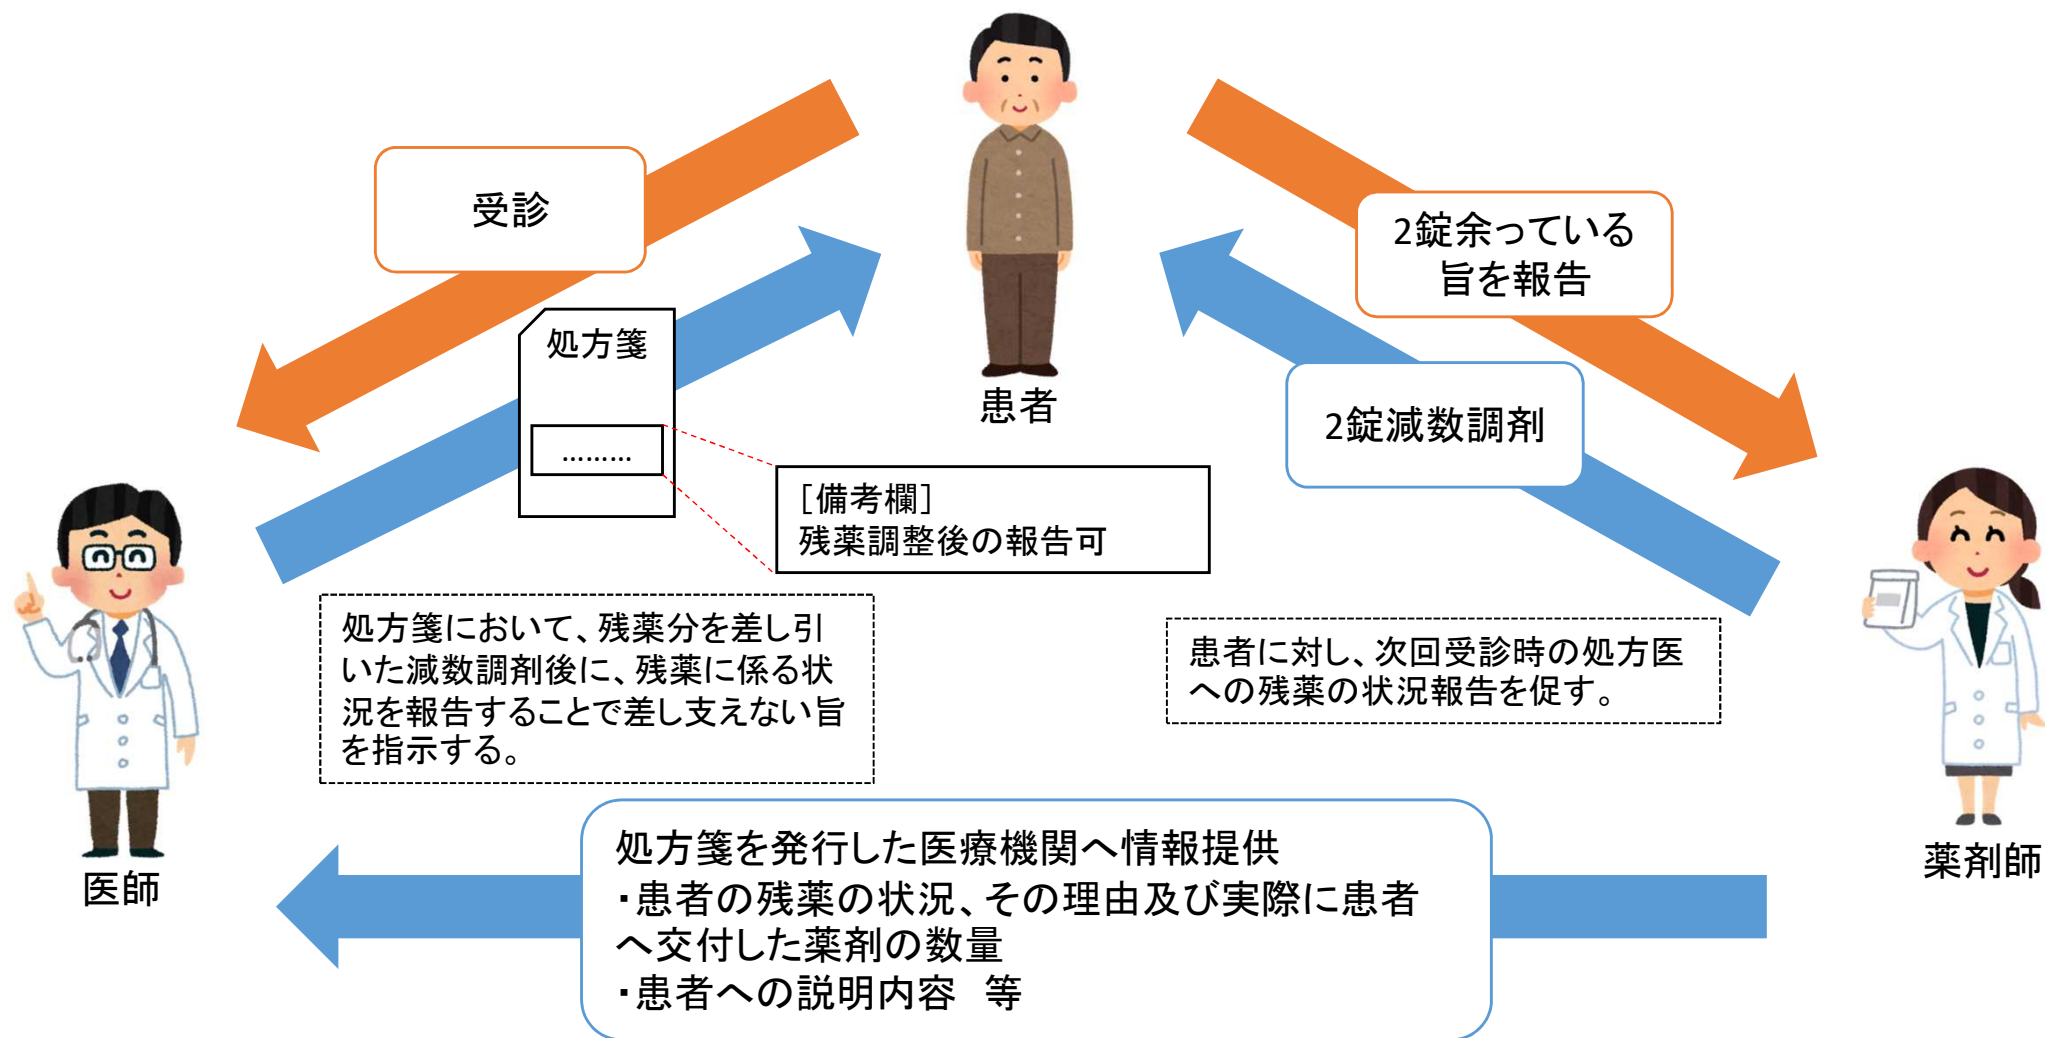 受診
2錠余っている
旨を報告
処方箋
………
患者
2錠減数調剤
［備考欄］
残薬調整後の報告可
処方箋において、残薬分を差し引
いた減数調剤後に、残薬に係る状
況を報告することで差し支えない旨
を指示する。
患者に対し、次回受診時の処方医
への残薬の状況報告を促す。
医師
薬剤師
処方箋を発行した医療機関へ情報提供
・患者の残薬の状況、その理由及び実際に患者
へ交付した薬剤の数量
・患者への説明内容　等